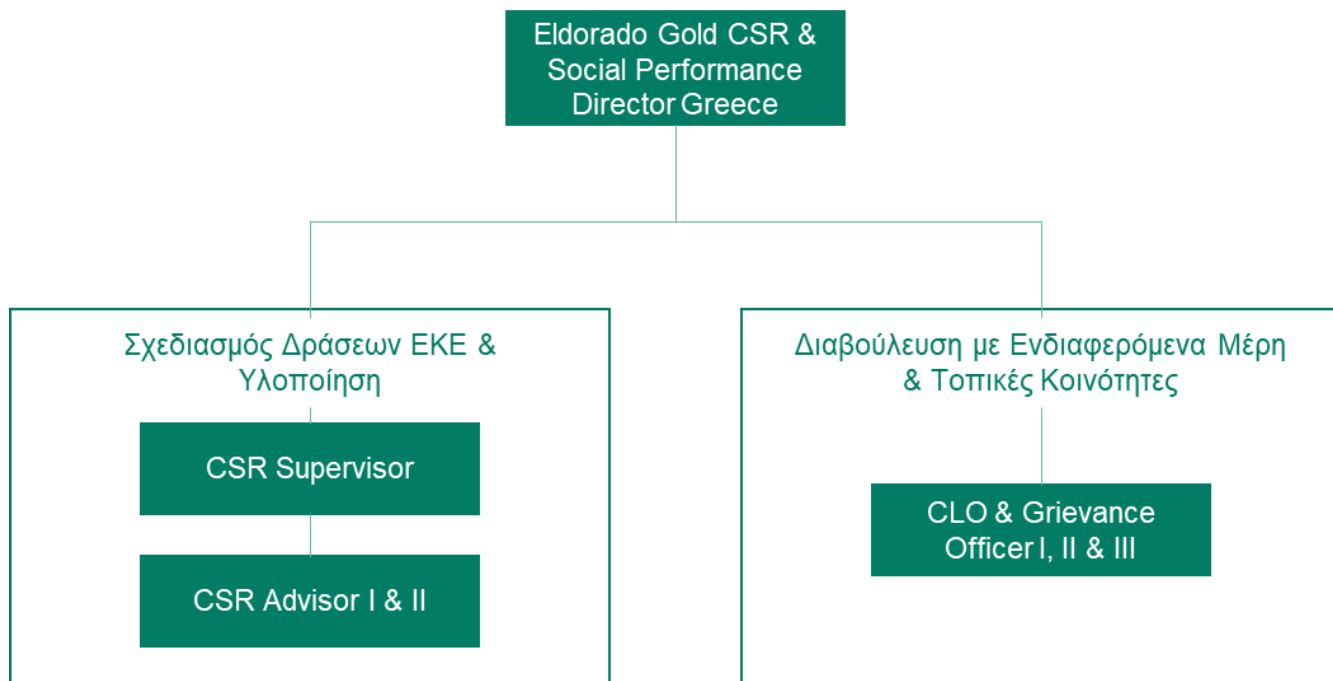 Eldorado Gold CSR &
Social Performance
Director Greece
Σχεδιασμός Δράσεων ΕΚΕ &
Υλοποίηση
CSR Supervisor
CSR Advisor I & II
Διαβούλευση με Ενδιαφερόμενα Μέρη
& Τοπικές Κοινότητες
CLO & Grievance
Officer I, II & III